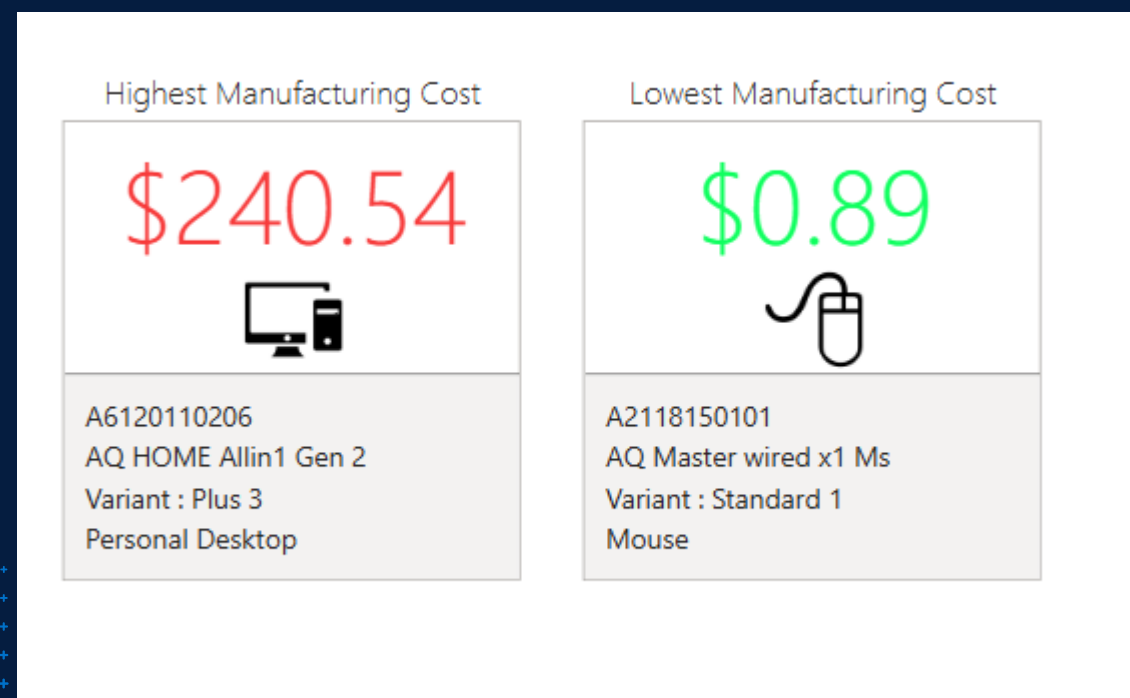 Highest Manufacturing Cost
$240.54
A6120110206
AQ HOME Allin1 Gen 2
Variant : Plus 3
Personal Desktop
Lowest Manufacturing Cost
$0.89
A2118150101
AQ Master wired x1 Ms
Variant : Standard 1
Mouse